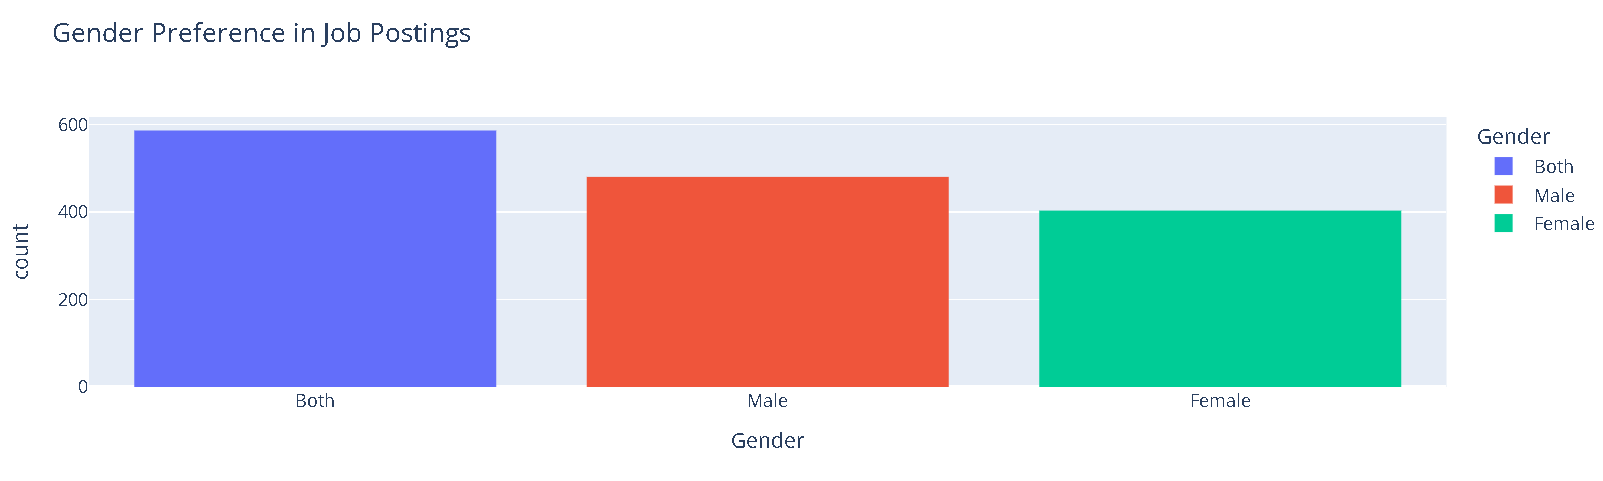 Gender Preference in Job Postings
600
400
200
0
count
Both
Male
Female
Gender
Gender
Both
Male
Female